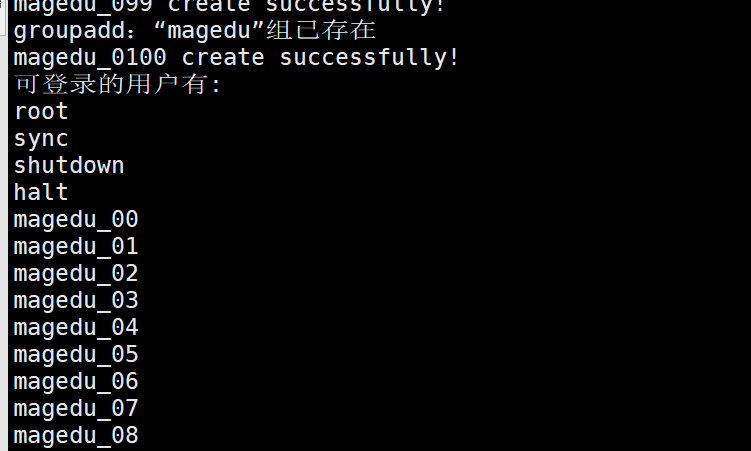 magedu_099 create successfully!
groupadd：“magedu”组已存在
magedu_0100 create successfully!
可登录的用户有:
root
sync
shutdown
halt
magedu_00
magedu_01
magedu_02
magedu_03
magedu_04
magedu_05
magedu_06
magedu_07
magedu_08